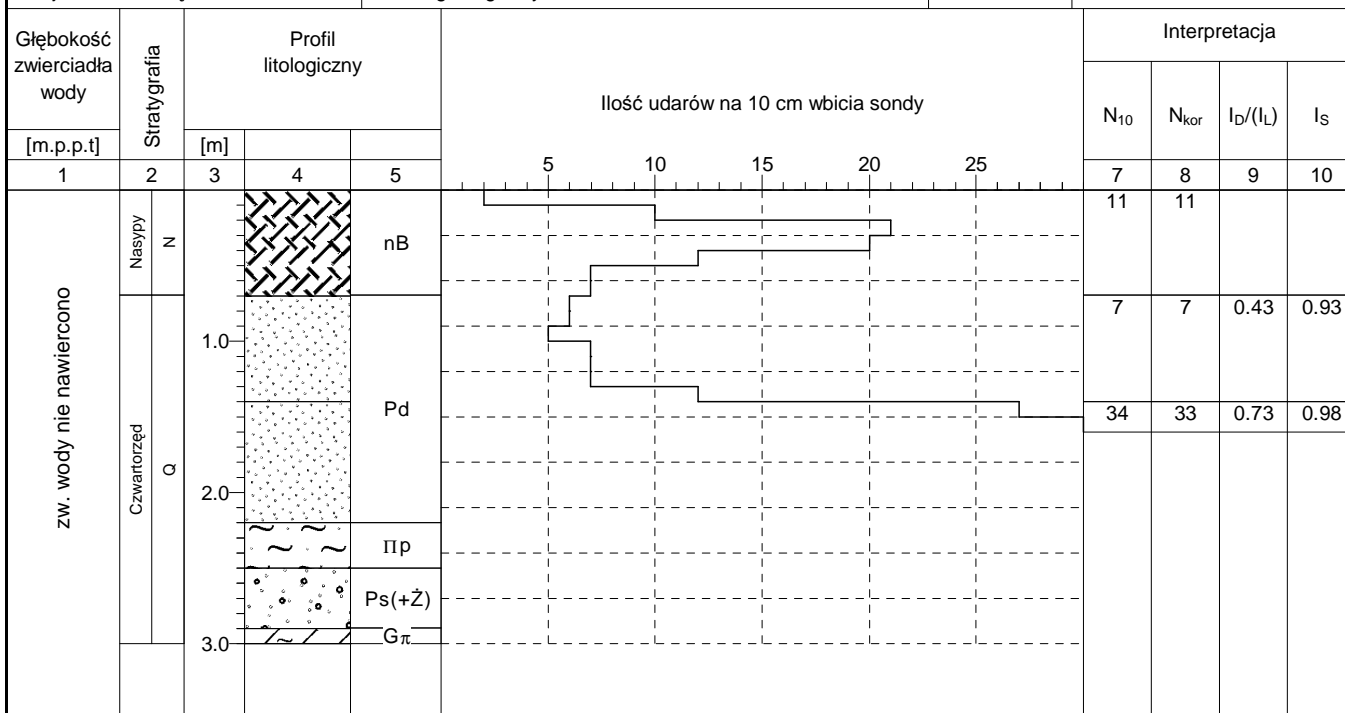 Głębokość
zwierciadła
wody
[m.p.p.t]
Stratygrafia
Profil
litologiczny
[m]
Ilość udarów na 10 cm wbicia sondy
Interpretacja
N10 Nkor ID/(IL) IS
5 10 15 20 25
1 2 3 4 5 7 8 9 10
zw. wody nie nawiercono
Nasypy N
Czwartorzęd Q
1.0
2.0
3.0
nB
Pd
Πp
Ps(+Ż)
Gπ
11 11
7 7 0.43 0.93
34 33 0.73 0.98